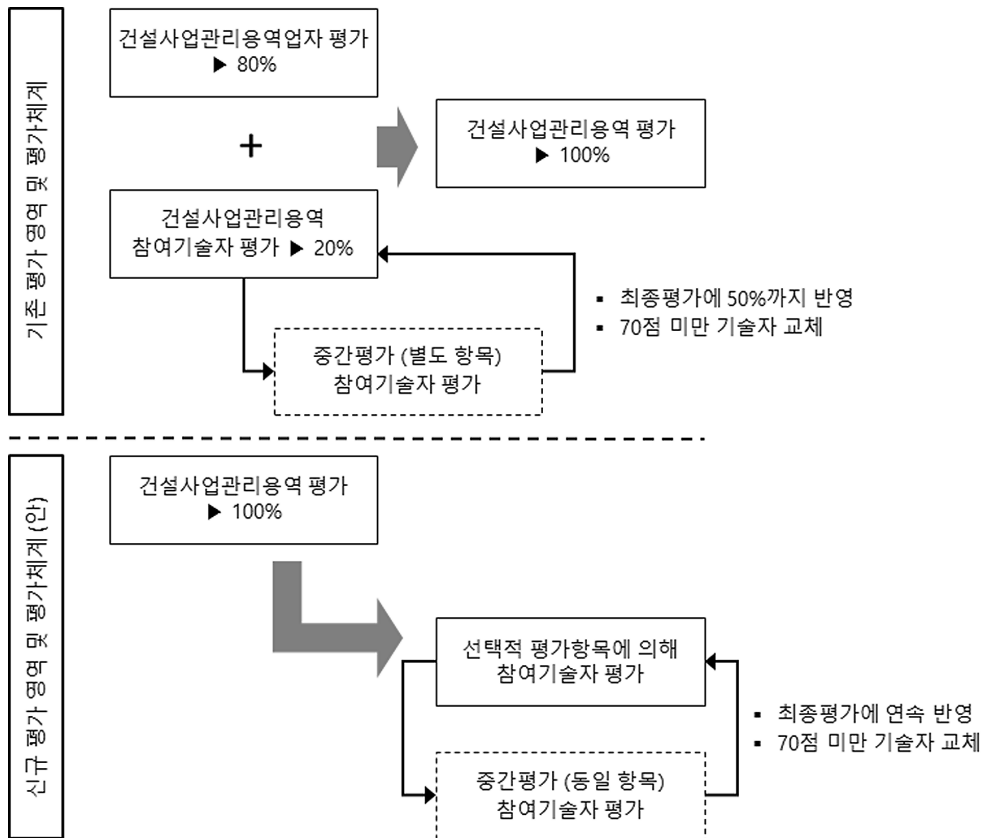 기존 평가 영역 및 평가체계
건설사업관리용역업자 평가
▶ 80%
+
건설사업관리용역 평가
▶ 100%
건설사업관리용역
참여기술자 평가 ▶ 20%
▪ 최종평가에 50%까지 반영
▪ 70점 미만 기술자 교체
중간평가 (별도 항목)
참여기술자 평가
신규 평가 영역 및 평가체계(안)
건설사업관리용역 평가
▶ 100%
선택적 평가항목에 의해
참여기술자 평가
▪ 최종평가에 연속 반영
▪ 70점 미만 기술자 교체
중간평가 (동일 항목)
참여기술자 평가